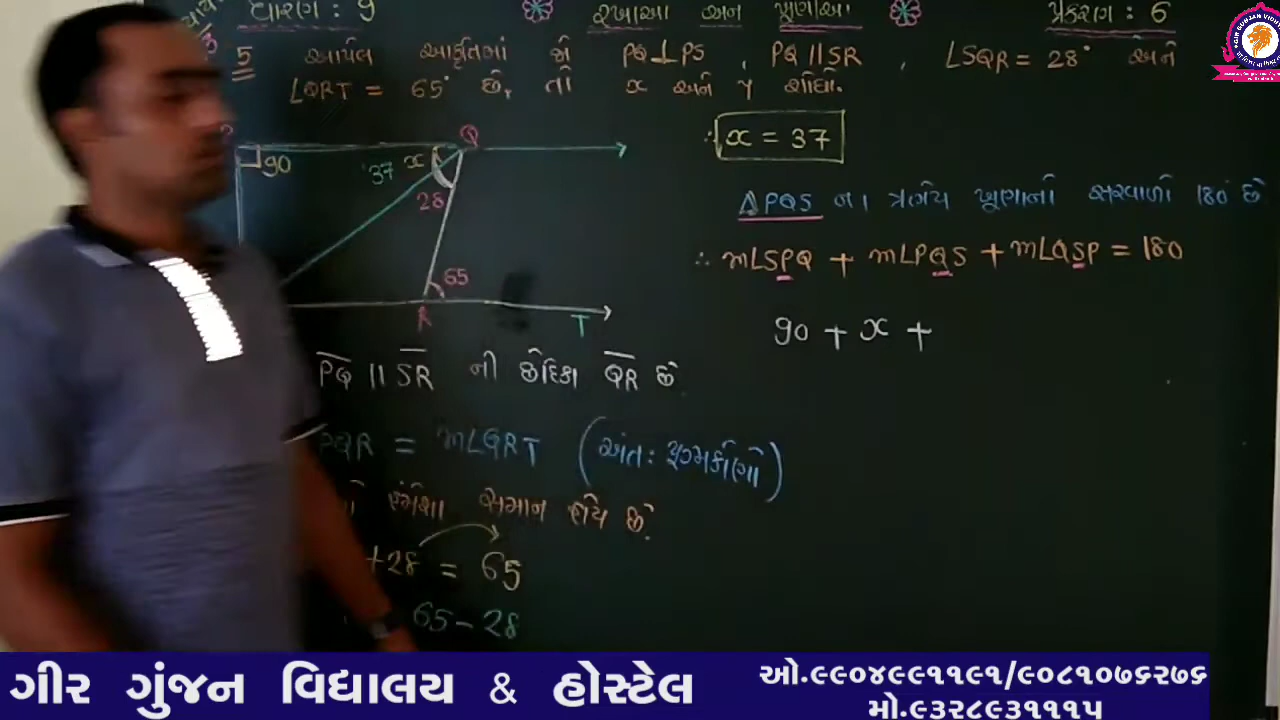 ધોરણ : 9 રેખાઓ અને ખૂણાઓ પ્રકરણ : 6
5 આપેલ આકૃતિમાં જો PQ⊥PS , PQ || SR , ∠SQR = 28° અને
∠QRT = 65° છે, તો x અને y શોધો.
∴ x = 37
Q
90 37 x
28
65
R T
△PQS ના ત્રણેય ખૂણાનો સરવાળો 180 છે
∴ m∠SPQ + m∠PQS + m∠QSP = 180
90 + x +
PQ || SR ની છેદિકા QR છે.
PQR = m∠QRT (અંતઃ યુગ્મકોણો)
હંમેશા સમાન હોય છે.
+28 = 65
65 – 28
ગીર ગુંજન વિદ્યાલય & હોસ્ટેલ
ઓ.૯૯૦૪૯૯૧૧૯૧/૯૦૮૧૦૭૬૨૭૬
મો.૯૩૨૮૯૩૧૧૧૫